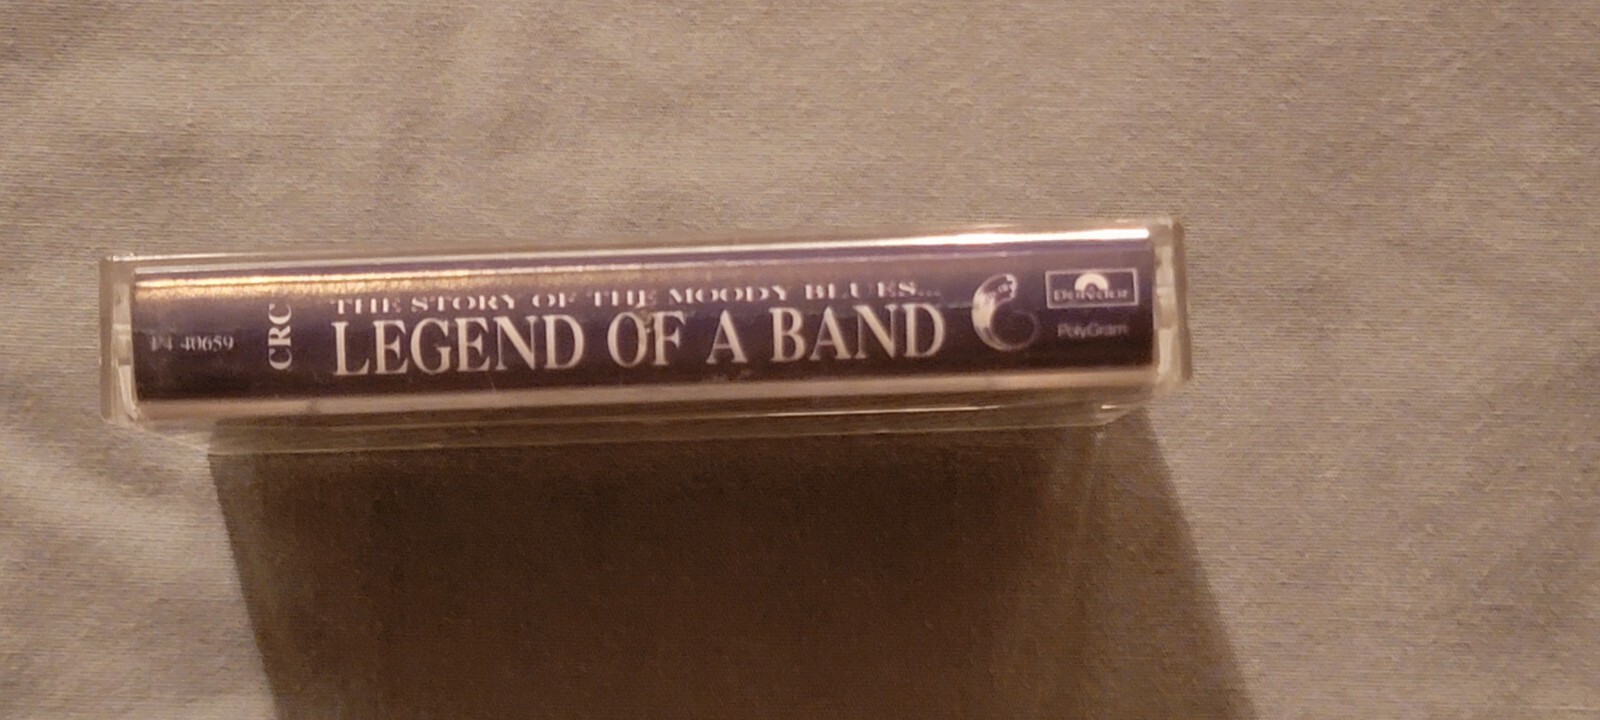 P4 40659
CRC
THE STORY OF THE MOODY BLUES...
LEGEND OF A BAND
Polydor
PolyGram